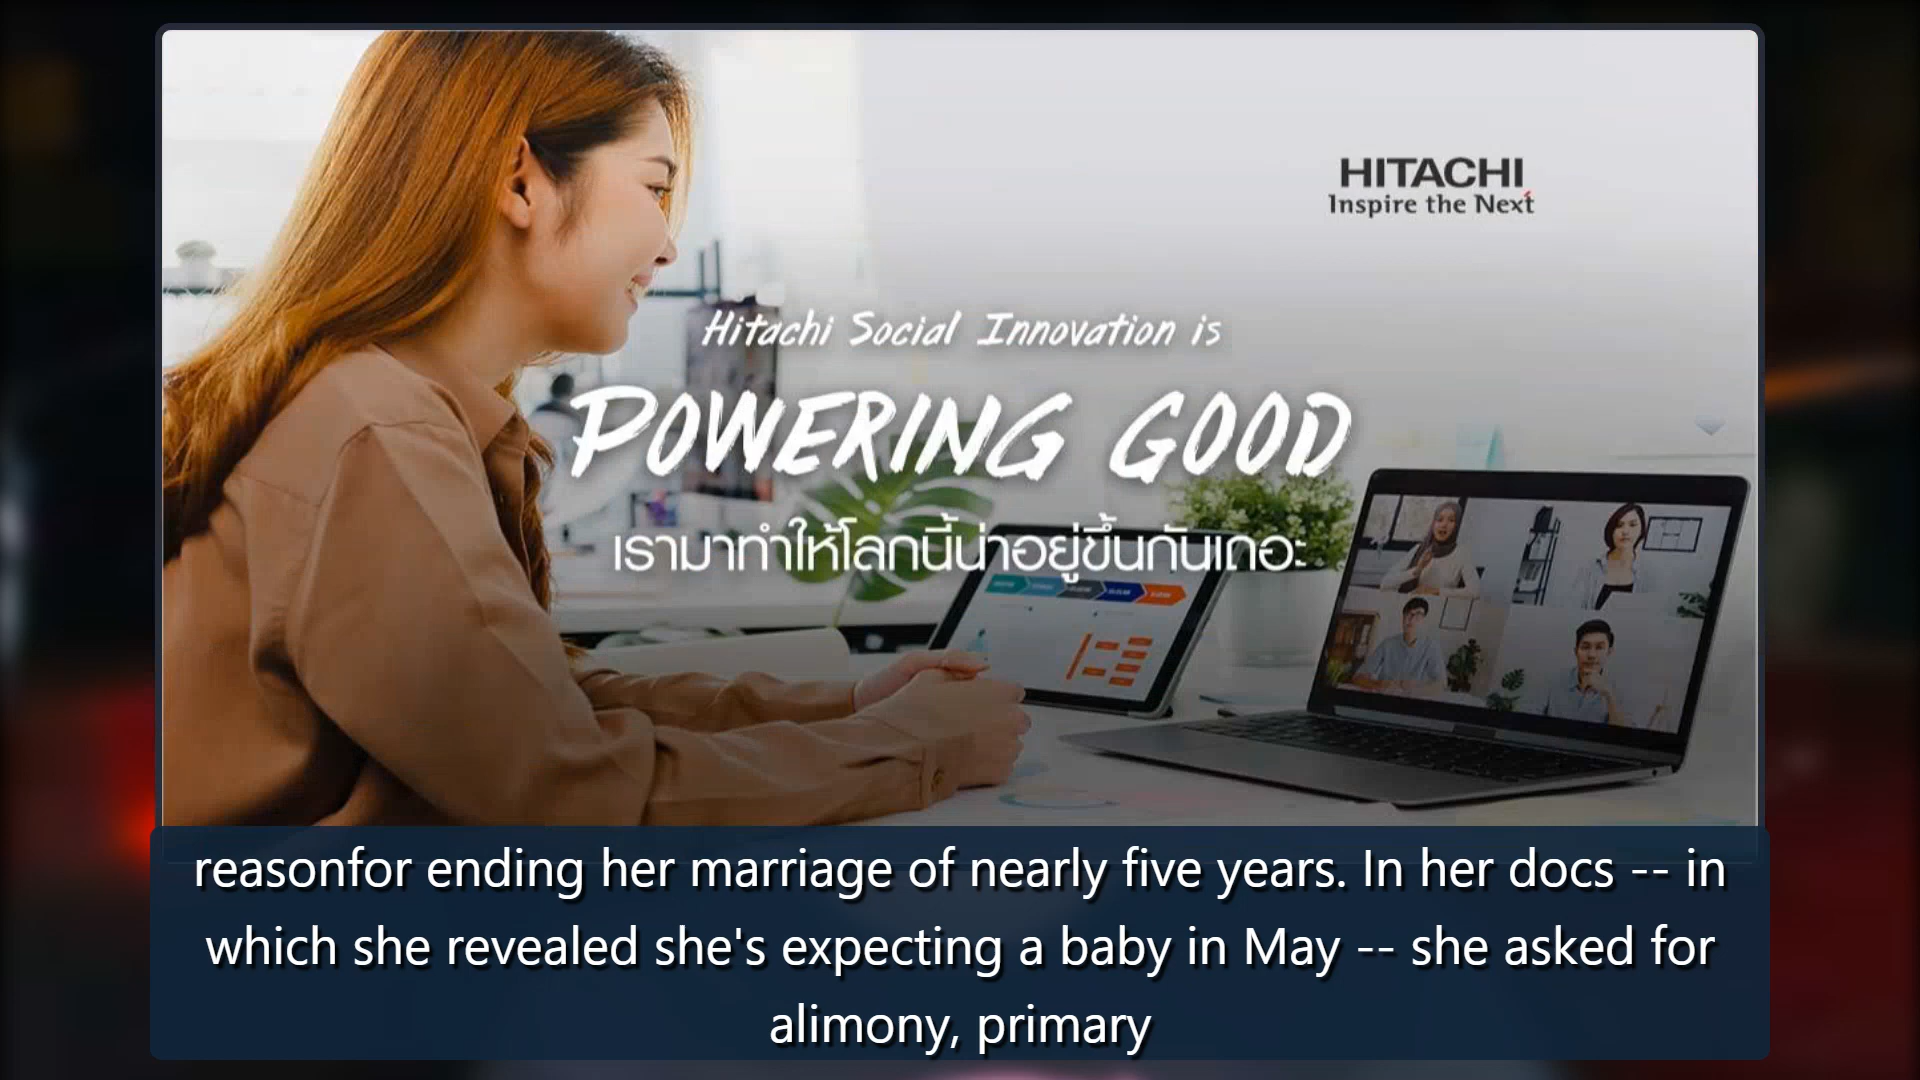 HITACHI
Inspire the Next
Hitachi Social Innovation is
POWERING GOOD
เรามาทำให้โลกนี้น่าอยู่ขึ้นกันเถอะ
reasonfor ending her marriage of nearly five years. In her docs -- in
which she revealed she's expecting a baby in May -- she asked for
alimony, primary